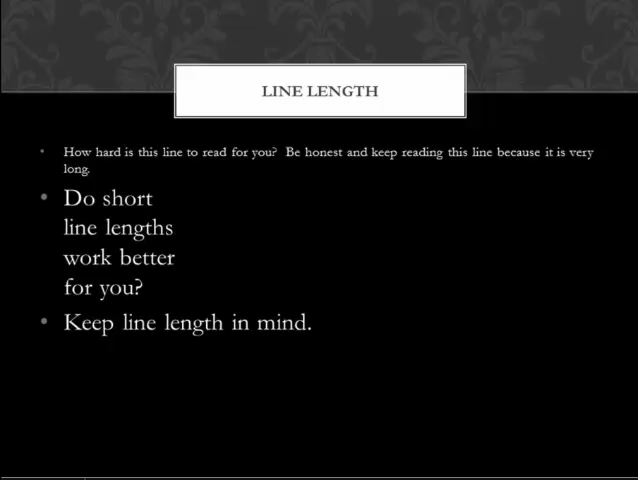 LINE LENGTH
• How hard is this line to read for you?  Be honest and keep reading this line because it is very
long.
• Do short
line lengths
work better
for you?
• Keep line length in mind.